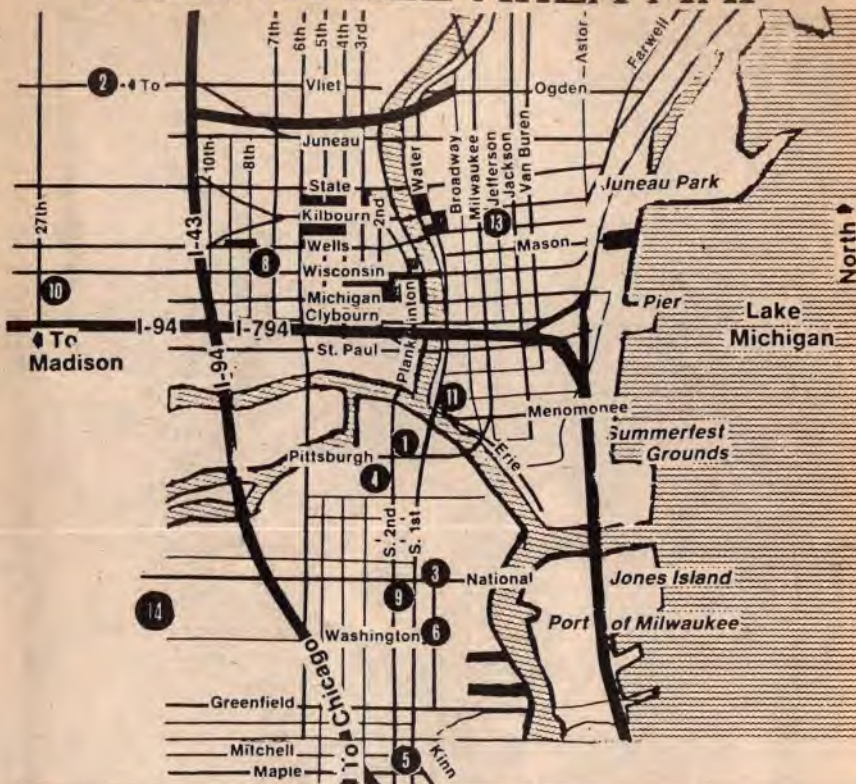 7th
6th
5th
4th
3rd
Astor
Farwell
2
To
Vliet
Ogden
Juneau
10th
8th
Water
Broadway
Milwaukee
Jefferson
Jackson
Van Buren
27th
State
Juneau Park
Kilbourn
2nd
13
I-43
Wells
Mason
North
8
Wisconsin
10
Michigan
Plankinton
Pier
Clybourn
Lake
Michigan
I-94
I-794
To
Madison
St. Paul
I-94
11
Menomonee
1
Summerfest
Grounds
Pittsburgh
Erie
4
S. 2nd
S. 1st
3
National
Jones Island
9
14
Port of Milwaukee
Washington
6
To Chicago
Greenfield
Mitchell
5
Kinn
Maple